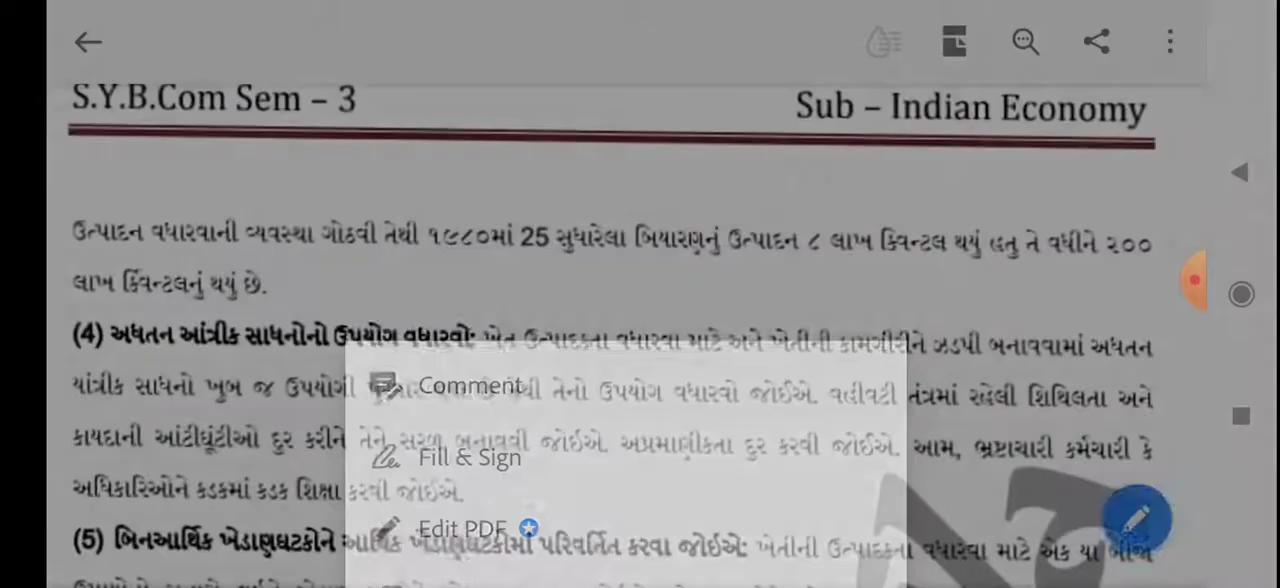 S.Y.B.Com Sem – 3
Sub – Indian Economy
ઉત્પાદન વધારવાની વ્યવસ્થા ગોઠવી તેથી ૧૯૮૦માં 25 સુધારેલા બિયારણનું ઉત્પાદન ૮ લાખ ક્વિન્ટલ થયું હતુ તે વધીને ૨૦૦
લાખ ક્વિન્ટલનું થયું છે.
(4) અધતન આંત્રીક સાધનોનો ઉપયોગ વધારવો: ખેત ઉત્પાદકતા વધારવા માટે અને ખેતીની કામગીરીને ઝડપી બનાવવામાં અધતન
યાંત્રીક સાધનો ખુબ જ ઉપયોગી તેનો ઉપયોગ વધારવો જોઈએ. વહીવટી તંત્રમાં રહેલી શિથિલતા અને
કાયદાની આંટીઘૂંટીઓ દુર કરીને તેને સરળ બનાવવી જોઈએ. અપ્રમાણીકતા દુર કરવી જોઈએ. આમ, ભ્રષ્ટાચારી કર્મચારી કે
અધિકારિઓને કડકમાં કડક શિક્ષા કરવી જોઈએ.
(5) બિનઆર્થિક ખેડાણઘટકોને આર્થિક ખેડાણઘટકોમાં પરિવર્તિત કરવા જોઈએ: ખેતીની ઉત્પાદકતા વધારવા માટે એક યા બીજા
Comment
Fill & Sign
Edit PDF